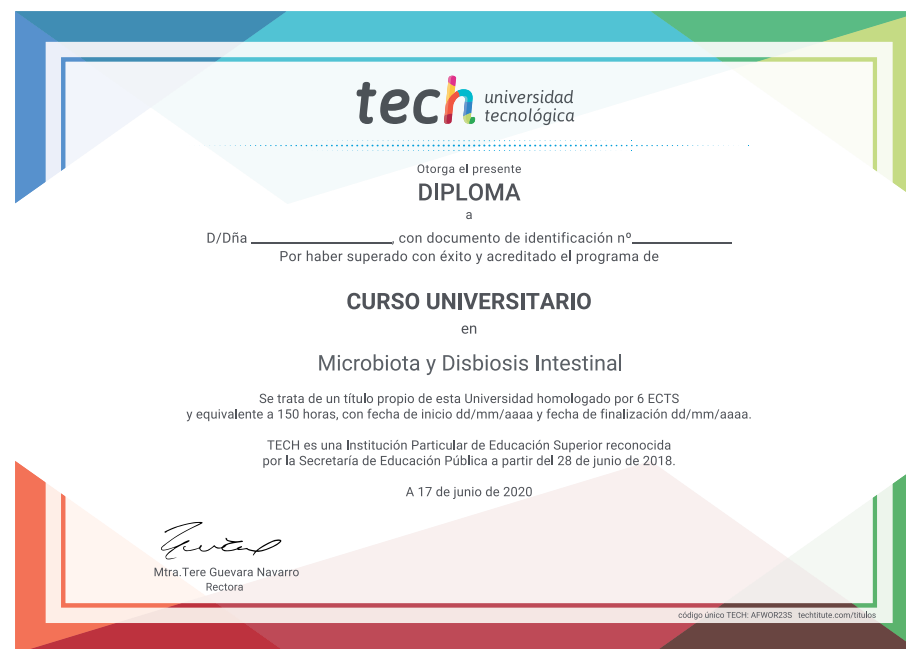 tech universidad
tecnológica
Otorga el presente
DIPLOMA
a
D/Dña ____________________, con documento de identificación nº______________
Por haber superado con éxito y acreditado el programa de
CURSO UNIVERSITARIO
en
Microbiota y Disbiosis Intestinal
Se trata de un título propio de esta Universidad homologado por 6 ECTS
y equivalente a 150 horas, con fecha de inicio dd/mm/aaaa y fecha de finalización dd/mm/aaaa.
TECH es una Institución Particular de Educación Superior reconocida
por la Secretaría de Educación Pública a partir del 28 de junio de 2018.
A 17 de junio de 2020
Mtra.Tere Guevara Navarro
Rectora
código único TECH: AFWOR23S techtitute.com/titulos